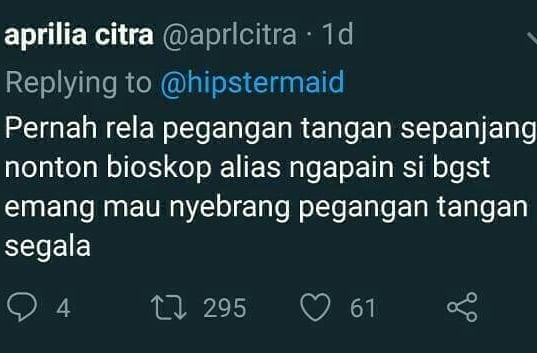 aprilia citra @aprlcitra · 1d
Replying to @hipstermaid
Pernah rela pegangan tangan sepanjang
nonton bioskop alias ngapain si bgst
emang mau nyebrang pegangan tangan
segala
4 295 61